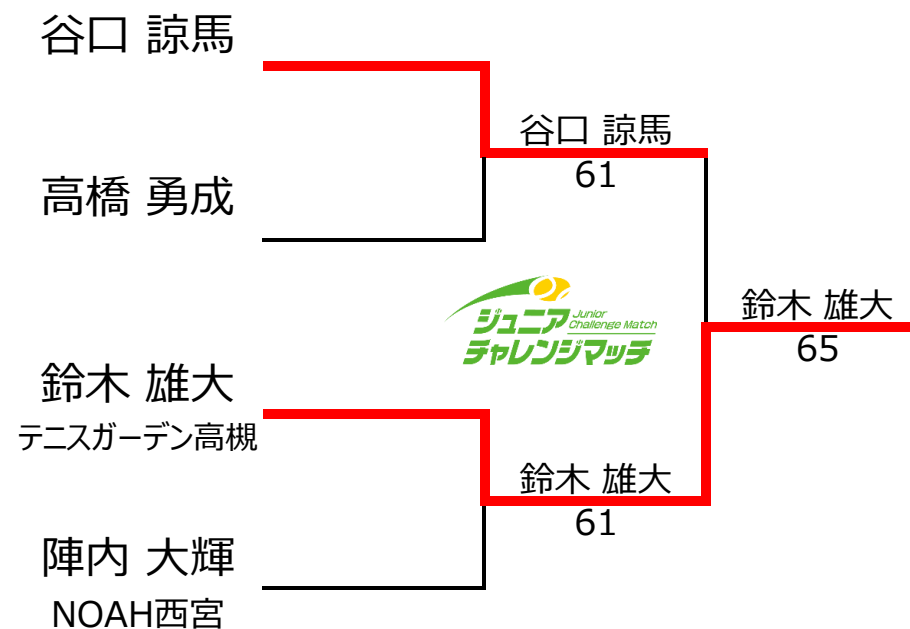 谷口 諒馬
谷口 諒馬
61
高橋 勇成
ジュニア
Junior
Challenge Match
チャレンジマッチ
鈴木 雄大
65
鈴木 雄大
テニスガーデン高槻
鈴木 雄大
61
陣内 大輝
NOAH西宮